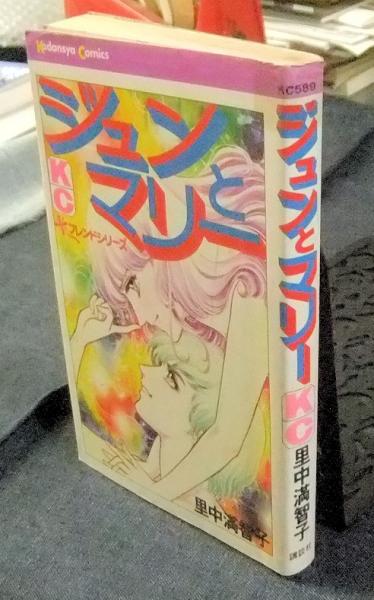 Kodansya Comics
ジュンと
マリー
KC
フレンドシリーズ
里中満智子
KC589
ジュンとマリー
KC
里中満智子
講談社